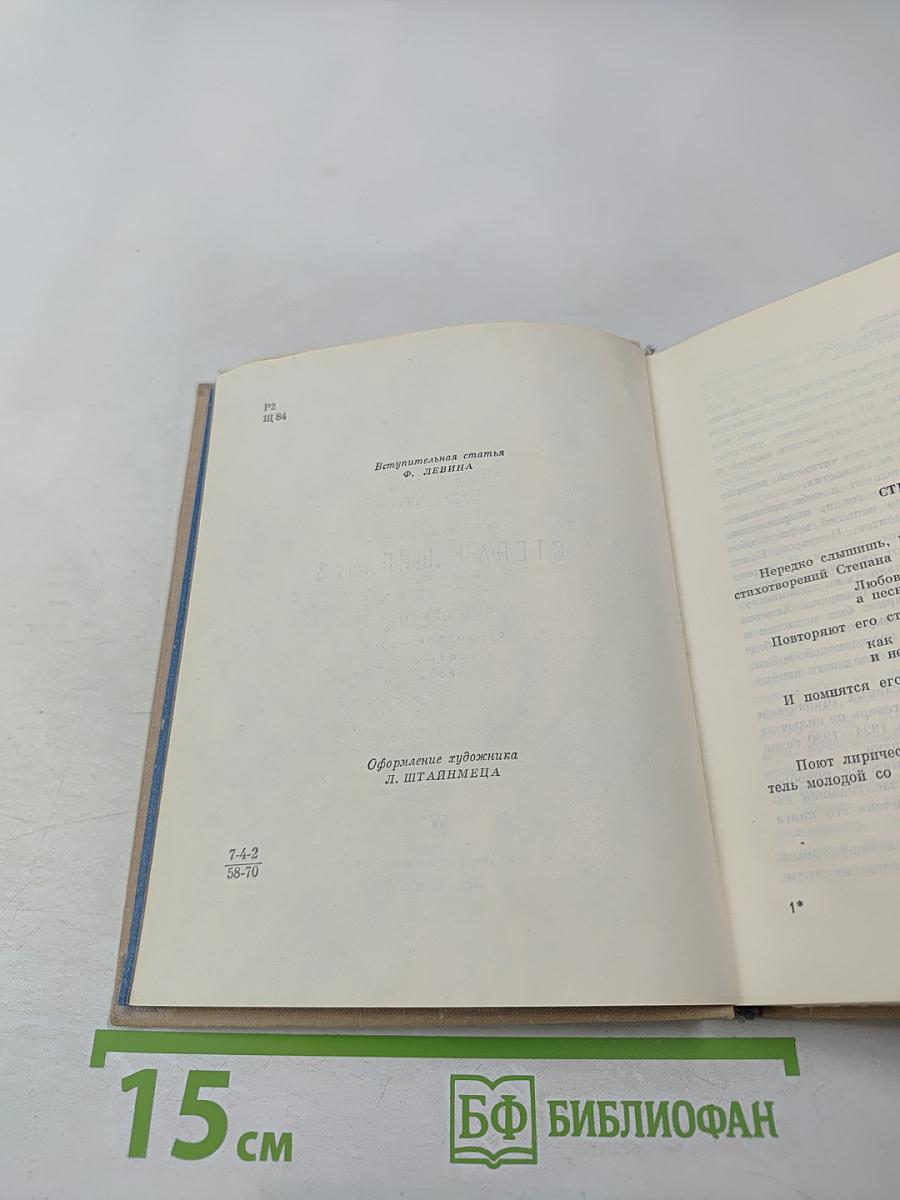 Р2
Щ 84
Вступительная статья
Ф. ЛЕВИНА
Оформление художника
Л. ШТАЙНМЕЦА
7-4-2
58-70
Нередко слышишь,
стихотворений Степана
Любов
а песн
Повторяют его ст
как
и не
И помнятся его
Поют лиричес
тель молодой со
1*
15 см
БФ БИБЛИОФАН